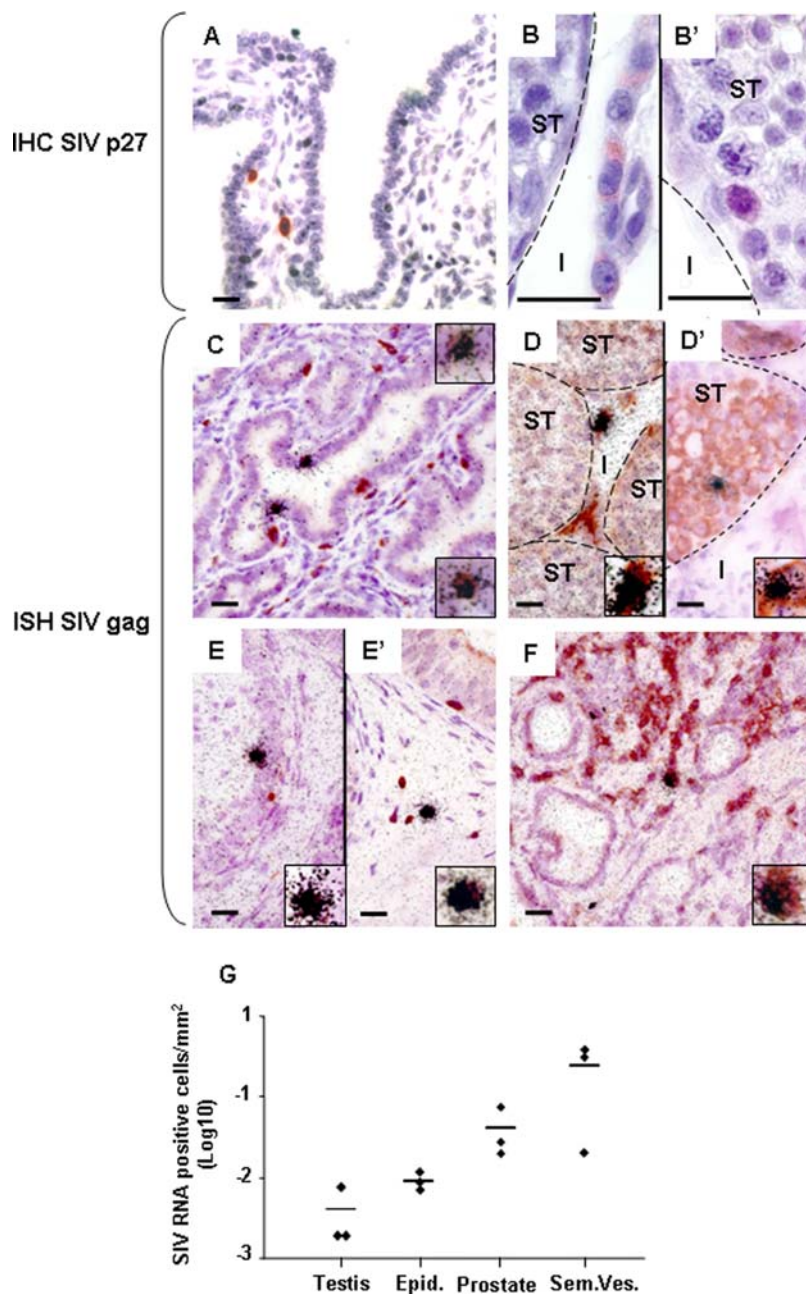 A
B
B'
IHC SIV p27
ST
ST
I
I
C
D
D'
ISH SIV gag
ST
ST
I
ST
ST
ST
I
E
E'
F
G
SIV RNA positive cells/mm²
(Log10)
1
-1
-2
-3
Testis
Epid.
Prostate
Sem.Ves.